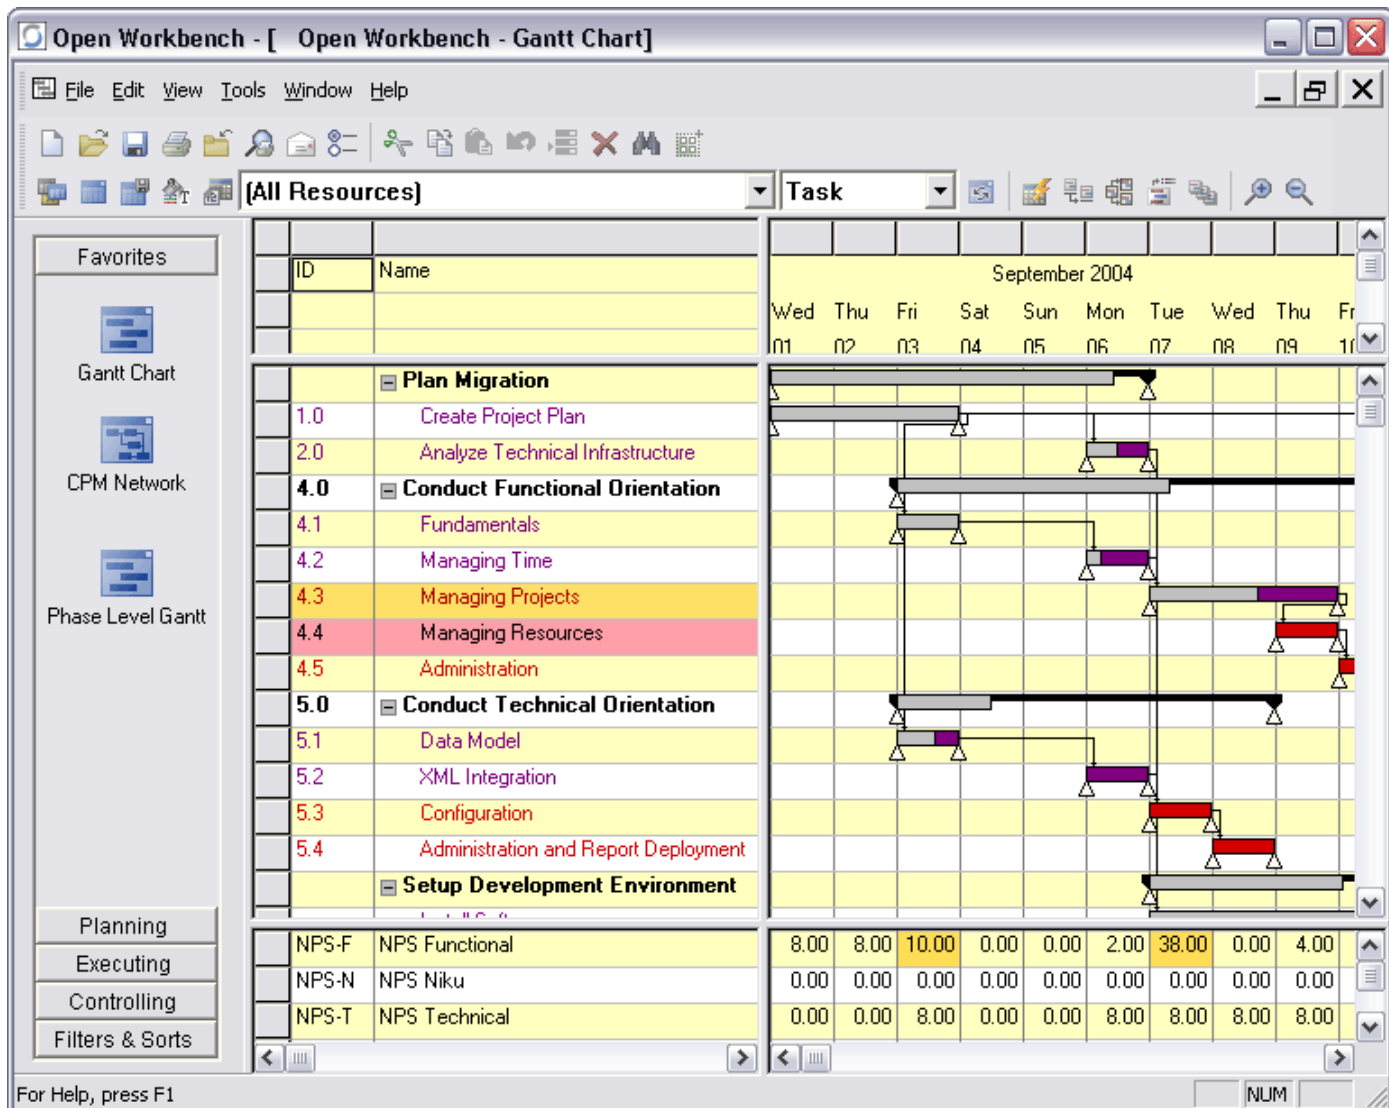 Open Workbench - [   Open Workbench - Gantt Chart]
File Edit View Tools Window Help
(All Resources) Task
Favorites
Gantt Chart
CPM Network
Phase Level Gantt
Planning
Executing
Controlling
Filters & Sorts
ID Name
September 2004
Wed Thu Fri Sat Sun Mon Tue Wed Thu Fr
01 02 03 04 05 06 07 08 09 10
Plan Migration
1.0 Create Project Plan
2.0 Analyze Technical Infrastructure
4.0 Conduct Functional Orientation
4.1 Fundamentals
4.2 Managing Time
4.3 Managing Projects
4.4 Managing Resources
4.5 Administration
5.0 Conduct Technical Orientation
5.1 Data Model
5.2 XML Integration
5.3 Configuration
5.4 Administration and Report Deployment
Setup Development Environment
NPS-F NPS Functional 8.00 8.00 10.00 0.00 0.00 2.00 38.00 0.00 4.00
NPS-N NPS Niku 0.00 0.00 0.00 0.00 0.00 0.00 0.00 0.00 0.00
NPS-T NPS Technical 0.00 0.00 8.00 0.00 0.00 8.00 8.00 8.00 8.00
For Help, press F1 NUM